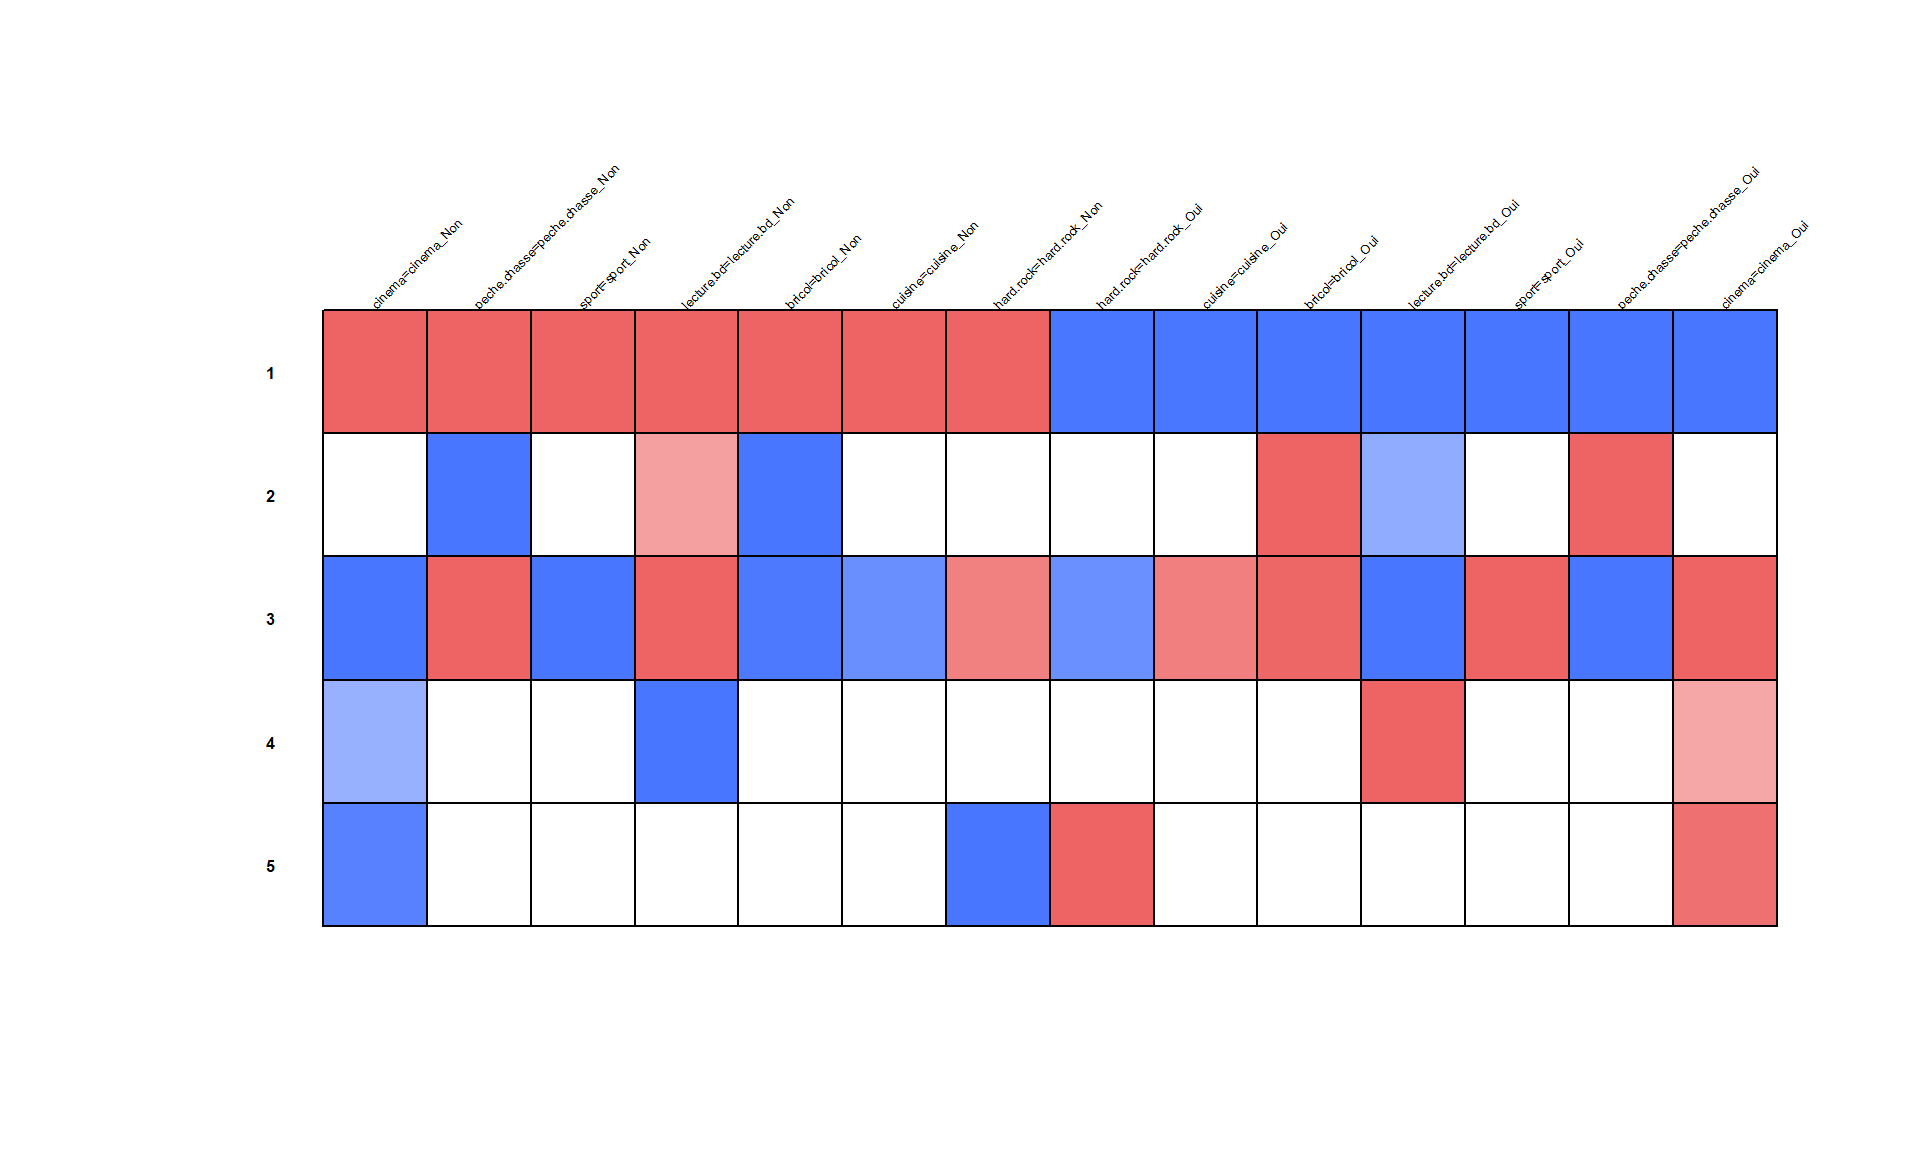 cinema=cinema_Non
peche.chasse=peche.chasse_Non
sport=sport_Non
lecture.bd=lecture.bd_Non
bricol=bricol_Non
cuisine=cuisine_Non
hard.rock=hard.rock_Non
hard.rock=hard.rock_Oui
cuisine=cuisine_Oui
bricol=bricol_Oui
lecture.bd=lecture.bd_Oui
sport=sport_Oui
peche.chasse=peche.chasse_Oui
cinema=cinema_Oui
1
2
3
4
5